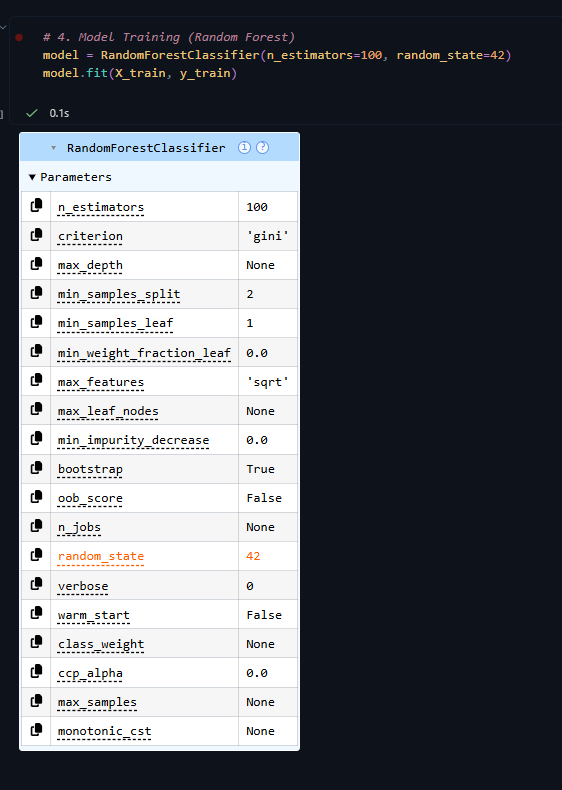 # 4. Model Training (Random Forest)
model = RandomForestClassifier(n_estimators=100, random_state=42)
model.fit(X_train, y_train)
]
0.1s
RandomForestClassifier i ?
Parameters
n_estimators 100
criterion 'gini'
max_depth None
min_samples_split 2
min_samples_leaf 1
min_weight_fraction_leaf 0.0
max_features 'sqrt'
max_leaf_nodes None
min_impurity_decrease 0.0
bootstrap True
oob_score False
n_jobs None
random_state 42
verbose 0
warm_start False
class_weight None
ccp_alpha 0.0
max_samples None
monotonic_cst None